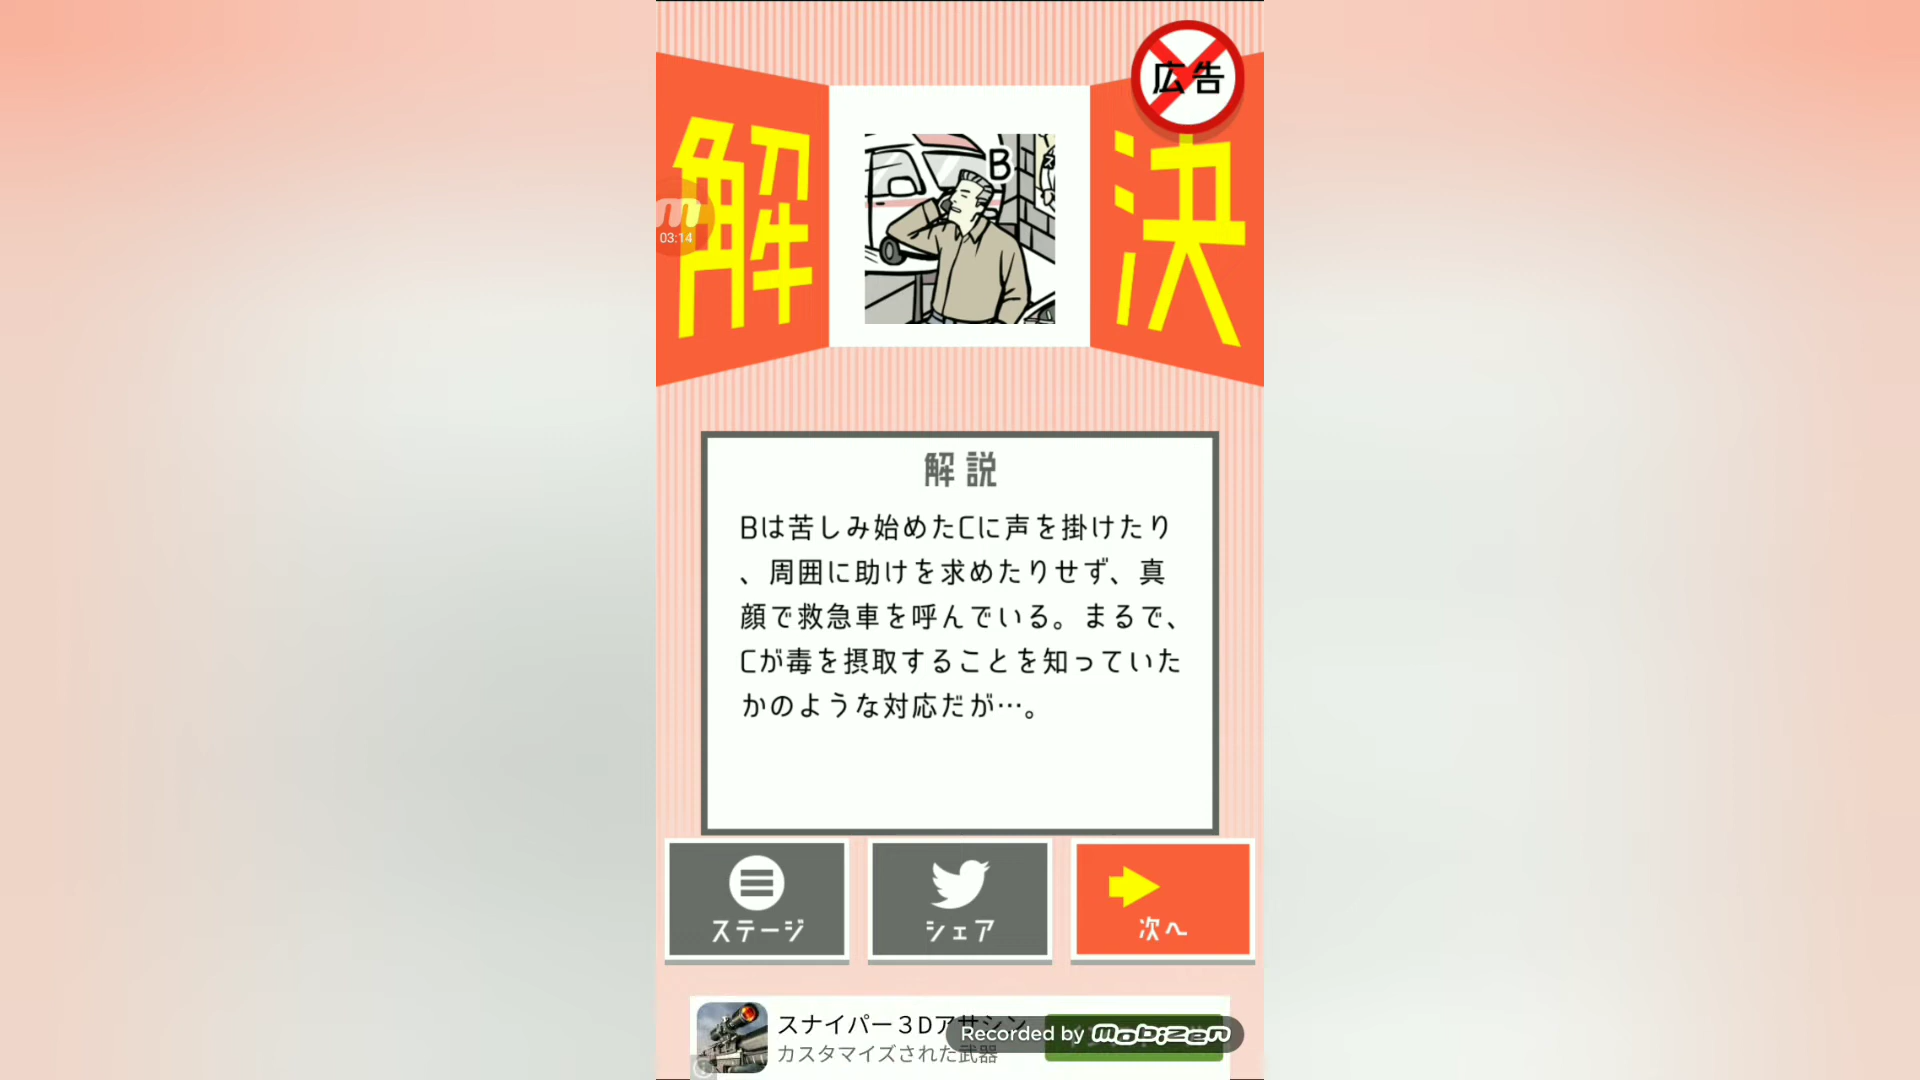 広告
解
決
B
03:14
解説
Bは苦しみ始めたCに声を掛けたり
、周囲に助けを求めたりせず、真
顔で救急車を呼んでいる。まるで、
Cが毒を摂取することを知っていた
かのような対応だが…。
ステージ
シェア
次へ
スナイパー3Dアサシン
カスタマイズされた武器
Recorded by mobizen